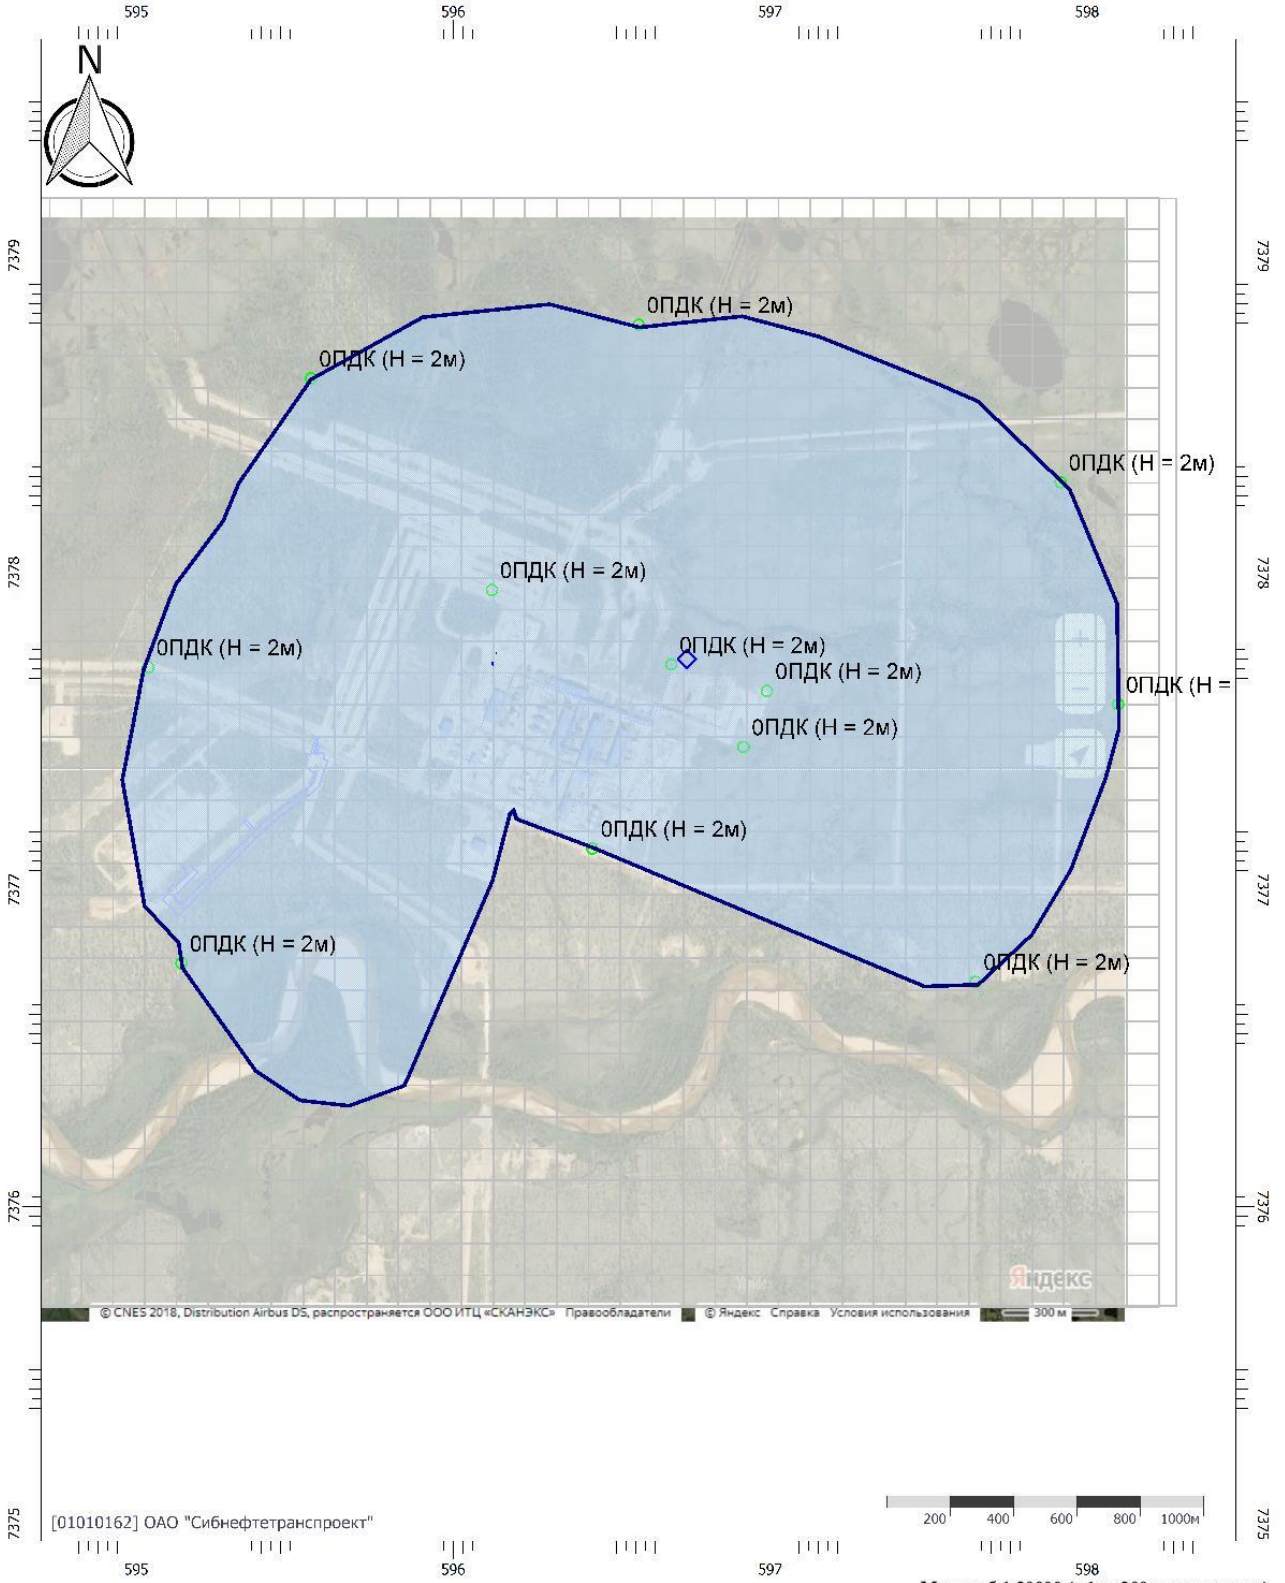 595 596 597 598
N
7379 7379
0ПДК (H = 2м)
0ПДК (H = 2м)
0ПДК (H = 2м)
7378 7378
0ПДК (H = 2м)
0ПДК (H = 2м)
0ПДК (H = 2м)
0ПДК (H = 2м)
0ПДК (H =
0ПДК (H = 2м)
0ПДК (H = 2м)
7377 7377
0ПДК (H = 2м)
0ПДК (H = 2м)
7376 7376
Яндекс
© CNES 2018, Distribution Airbus DS, распространяется ООО ИТЦ «СКАНЭКС» Правообладатели © Яндекс Справка Условия использования 300 м
[01010162] ОАО "Сибнефтетранспроект"
200 400 600 800 1000м
7375 7375
595 596 597 598